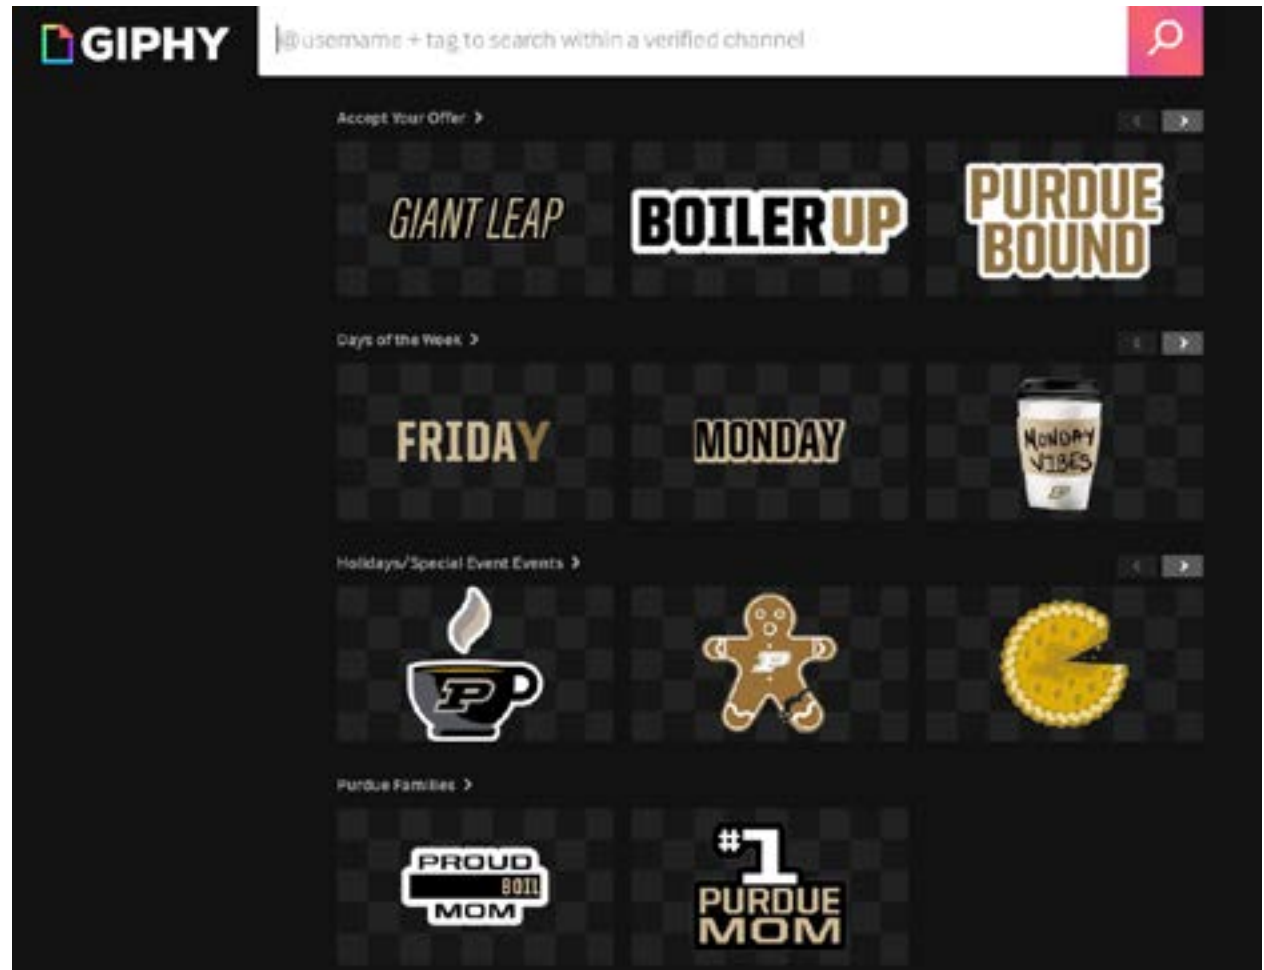 GIPHY
@username + tag to search within a verified channel
Accept Your Offer >
GIANT LEAP
BOILER UP
PURDUE
BOUND
Days of the Week >
FRIDAY
MONDAY
MONDAY
VIBES
P
Holidays/Special Event Events >
P
P
Purdue Families >
PROUD
BOIL
MOM
#1
PURDUE
MOM